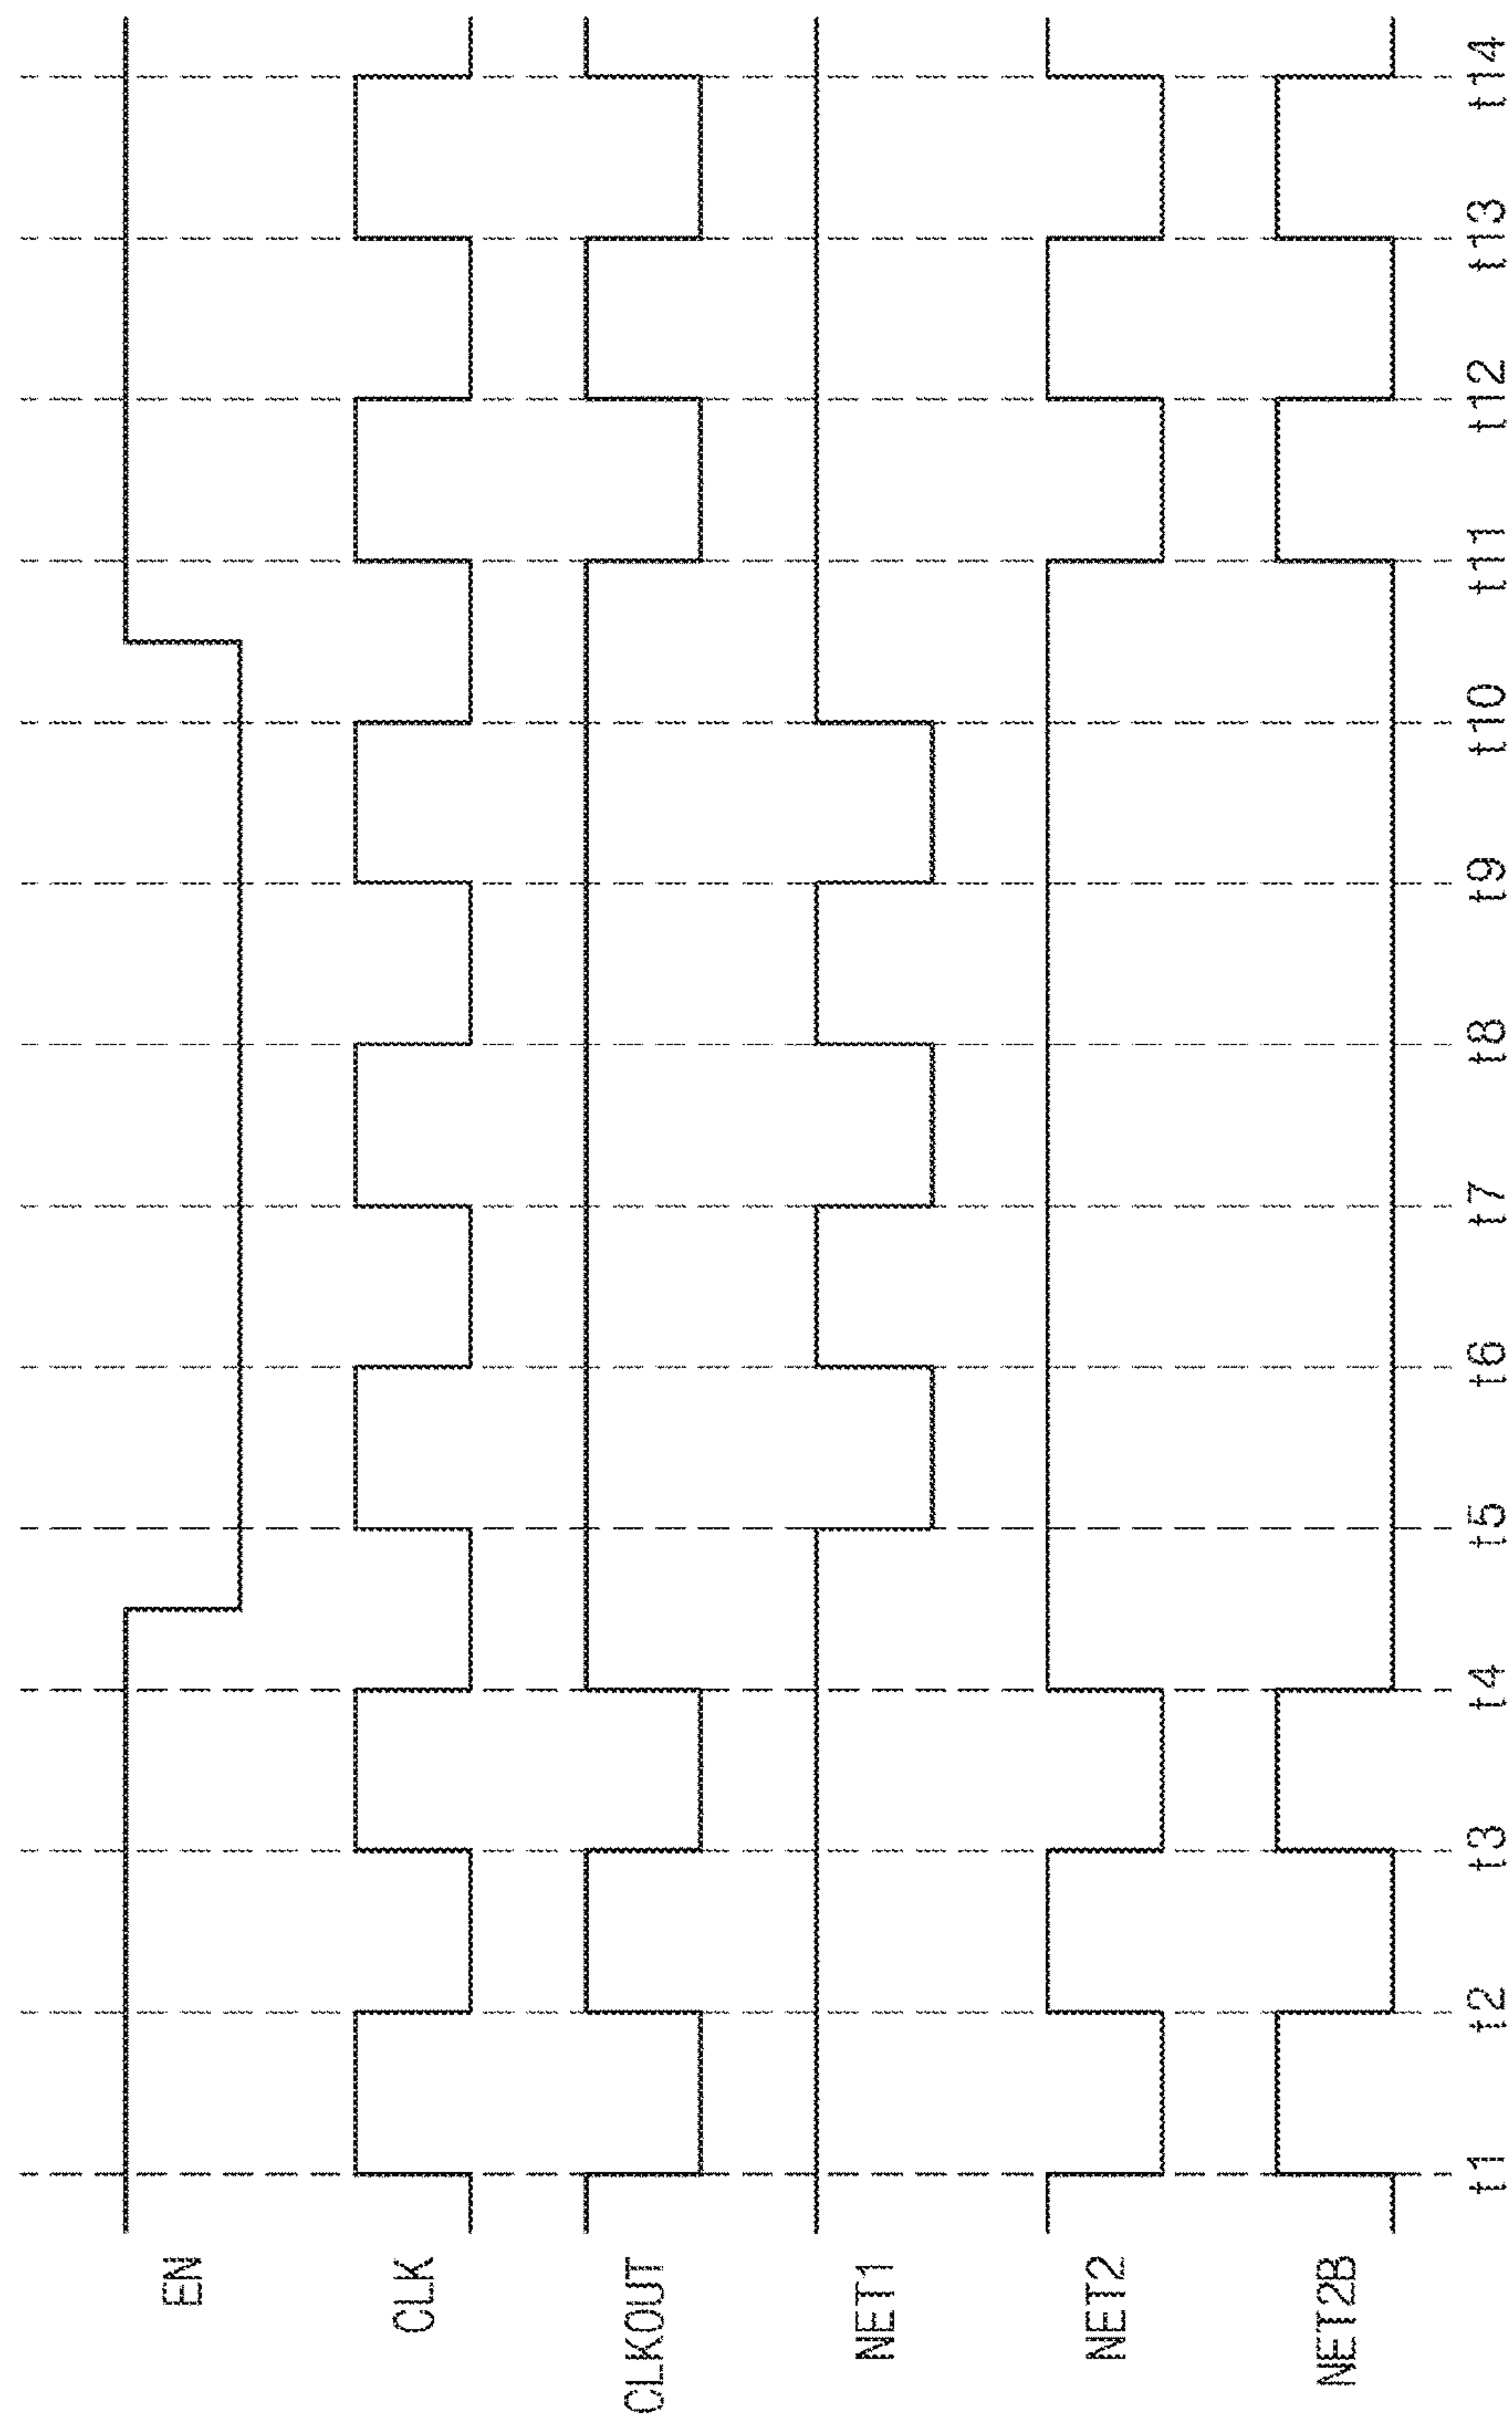 EN
CLK
CLKOUT
NET1
NET2
NET2B
t1 t2 t3 t4 t5 t6 t7 t8 t9 t10 t11 t12 t13 t14